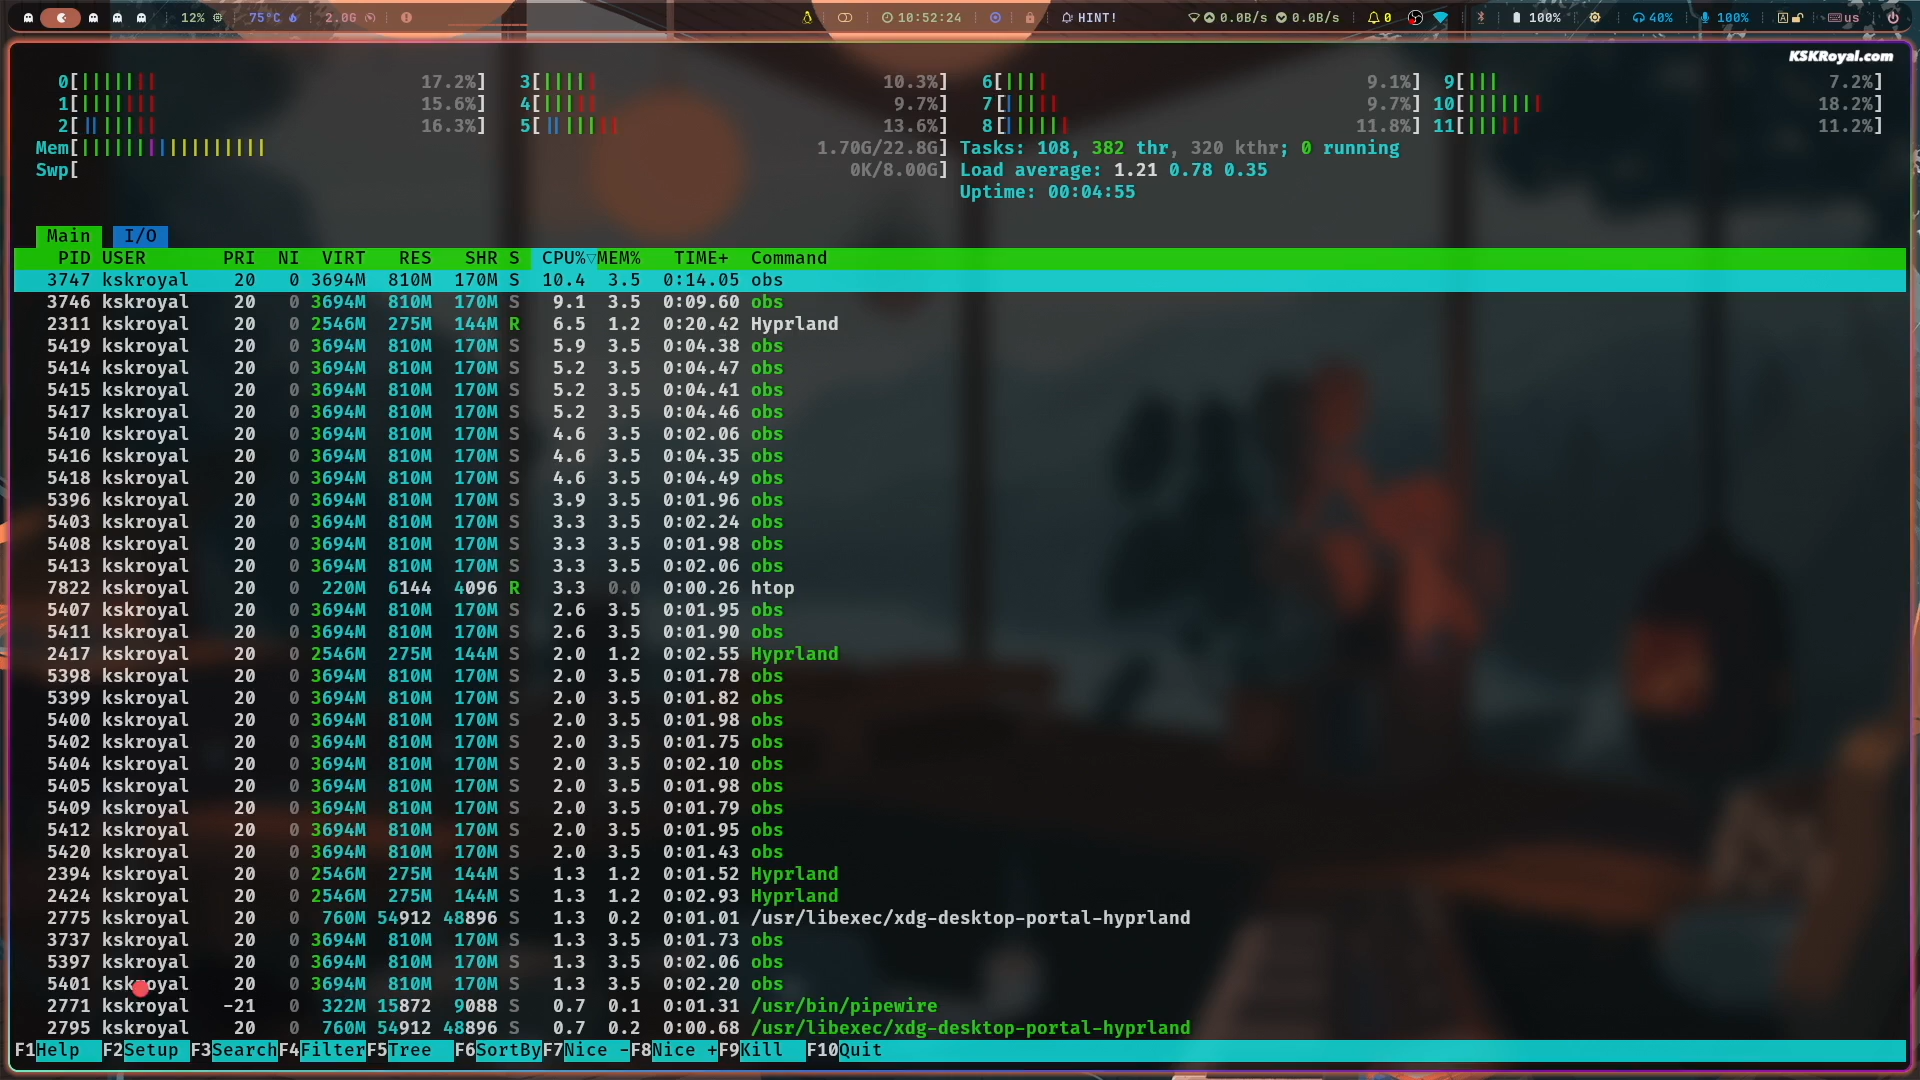 12% 75°C 2.0G 10:52:24 HINT! 0.0B/s 0.0B/s 0 100% 40% 100% A us
KSKRoyal.com
0[||||||| 17.2%] 3[||||| 10.3%] 6[|||| 9.1%] 9[||| 7.2%]
1[||||||| 15.6%] 4[|||||| 9.7%] 7[||||| 9.7%] 10[||||||| 18.2%]
2[||||||| 16.3%] 5[||||||| 13.6%] 8[|||||| 11.8%] 11[||||| 11.2%]
Mem[||||||||||||||||| 1.70G/22.8G] Tasks: 108, 382 thr, 320 kthr; 0 running
Swp[ 0K/8.00G] Load average: 1.21 0.78 0.35
Uptime: 00:04:55
Main I/O
PID USER PRI NI VIRT RES SHR S CPU%▽MEM% TIME+ Command
3747 kskroyal 20 0 3694M 810M 170M S 10.4 3.5 0:14.05 obs
3746 kskroyal 20 0 3694M 810M 170M S 9.1 3.5 0:09.60 obs
2311 kskroyal 20 0 2546M 275M 144M R 6.5 1.2 0:20.42 Hyprland
5419 kskroyal 20 0 3694M 810M 170M S 5.9 3.5 0:04.38 obs
5414 kskroyal 20 0 3694M 810M 170M S 5.2 3.5 0:04.47 obs
5415 kskroyal 20 0 3694M 810M 170M S 5.2 3.5 0:04.41 obs
5417 kskroyal 20 0 3694M 810M 170M S 5.2 3.5 0:04.46 obs
5410 kskroyal 20 0 3694M 810M 170M S 4.6 3.5 0:02.06 obs
5416 kskroyal 20 0 3694M 810M 170M S 4.6 3.5 0:04.35 obs
5418 kskroyal 20 0 3694M 810M 170M S 4.6 3.5 0:04.49 obs
5396 kskroyal 20 0 3694M 810M 170M S 3.9 3.5 0:01.96 obs
5403 kskroyal 20 0 3694M 810M 170M S 3.3 3.5 0:02.24 obs
5408 kskroyal 20 0 3694M 810M 170M S 3.3 3.5 0:01.98 obs
5413 kskroyal 20 0 3694M 810M 170M S 3.3 3.5 0:02.06 obs
7822 kskroyal 20 0 220M 6144 4096 R 3.3 0.0 0:00.26 htop
5407 kskroyal 20 0 3694M 810M 170M S 2.6 3.5 0:01.95 obs
5411 kskroyal 20 0 3694M 810M 170M S 2.6 3.5 0:01.90 obs
2417 kskroyal 20 0 2546M 275M 144M S 2.0 1.2 0:02.55 Hyprland
5398 kskroyal 20 0 3694M 810M 170M S 2.0 3.5 0:01.78 obs
5399 kskroyal 20 0 3694M 810M 170M S 2.0 3.5 0:01.82 obs
5400 kskroyal 20 0 3694M 810M 170M S 2.0 3.5 0:01.98 obs
5402 kskroyal 20 0 3694M 810M 170M S 2.0 3.5 0:01.75 obs
5404 kskroyal 20 0 3694M 810M 170M S 2.0 3.5 0:02.10 obs
5405 kskroyal 20 0 3694M 810M 170M S 2.0 3.5 0:01.98 obs
5409 kskroyal 20 0 3694M 810M 170M S 2.0 3.5 0:01.79 obs
5412 kskroyal 20 0 3694M 810M 170M S 2.0 3.5 0:01.95 obs
5420 kskroyal 20 0 3694M 810M 170M S 2.0 3.5 0:01.43 obs
2394 kskroyal 20 0 2546M 275M 144M S 1.3 1.2 0:01.52 Hyprland
2424 kskroyal 20 0 2546M 275M 144M S 1.3 1.2 0:02.93 Hyprland
2775 kskroyal 20 0 760M 54912 48896 S 1.3 0.2 0:01.01 /usr/libexec/xdg-desktop-portal-hyprland
3737 kskroyal 20 0 3694M 810M 170M S 1.3 3.5 0:01.73 obs
5397 kskroyal 20 0 3694M 810M 170M S 1.3 3.5 0:02.06 obs
5401 kskroyal 20 0 3694M 810M 170M S 1.3 3.5 0:02.20 obs
2771 kskroyal -21 0 322M 15872 9088 S 0.7 0.1 0:01.31 /usr/bin/pipewire
2795 kskroyal 20 0 760M 54912 48896 S 0.7 0.2 0:00.68 /usr/libexec/xdg-desktop-portal-hyprland
F1Help F2Setup F3SearchF4FilterF5Tree F6SortByF7Nice -F8Nice +F9Kill F10Quit